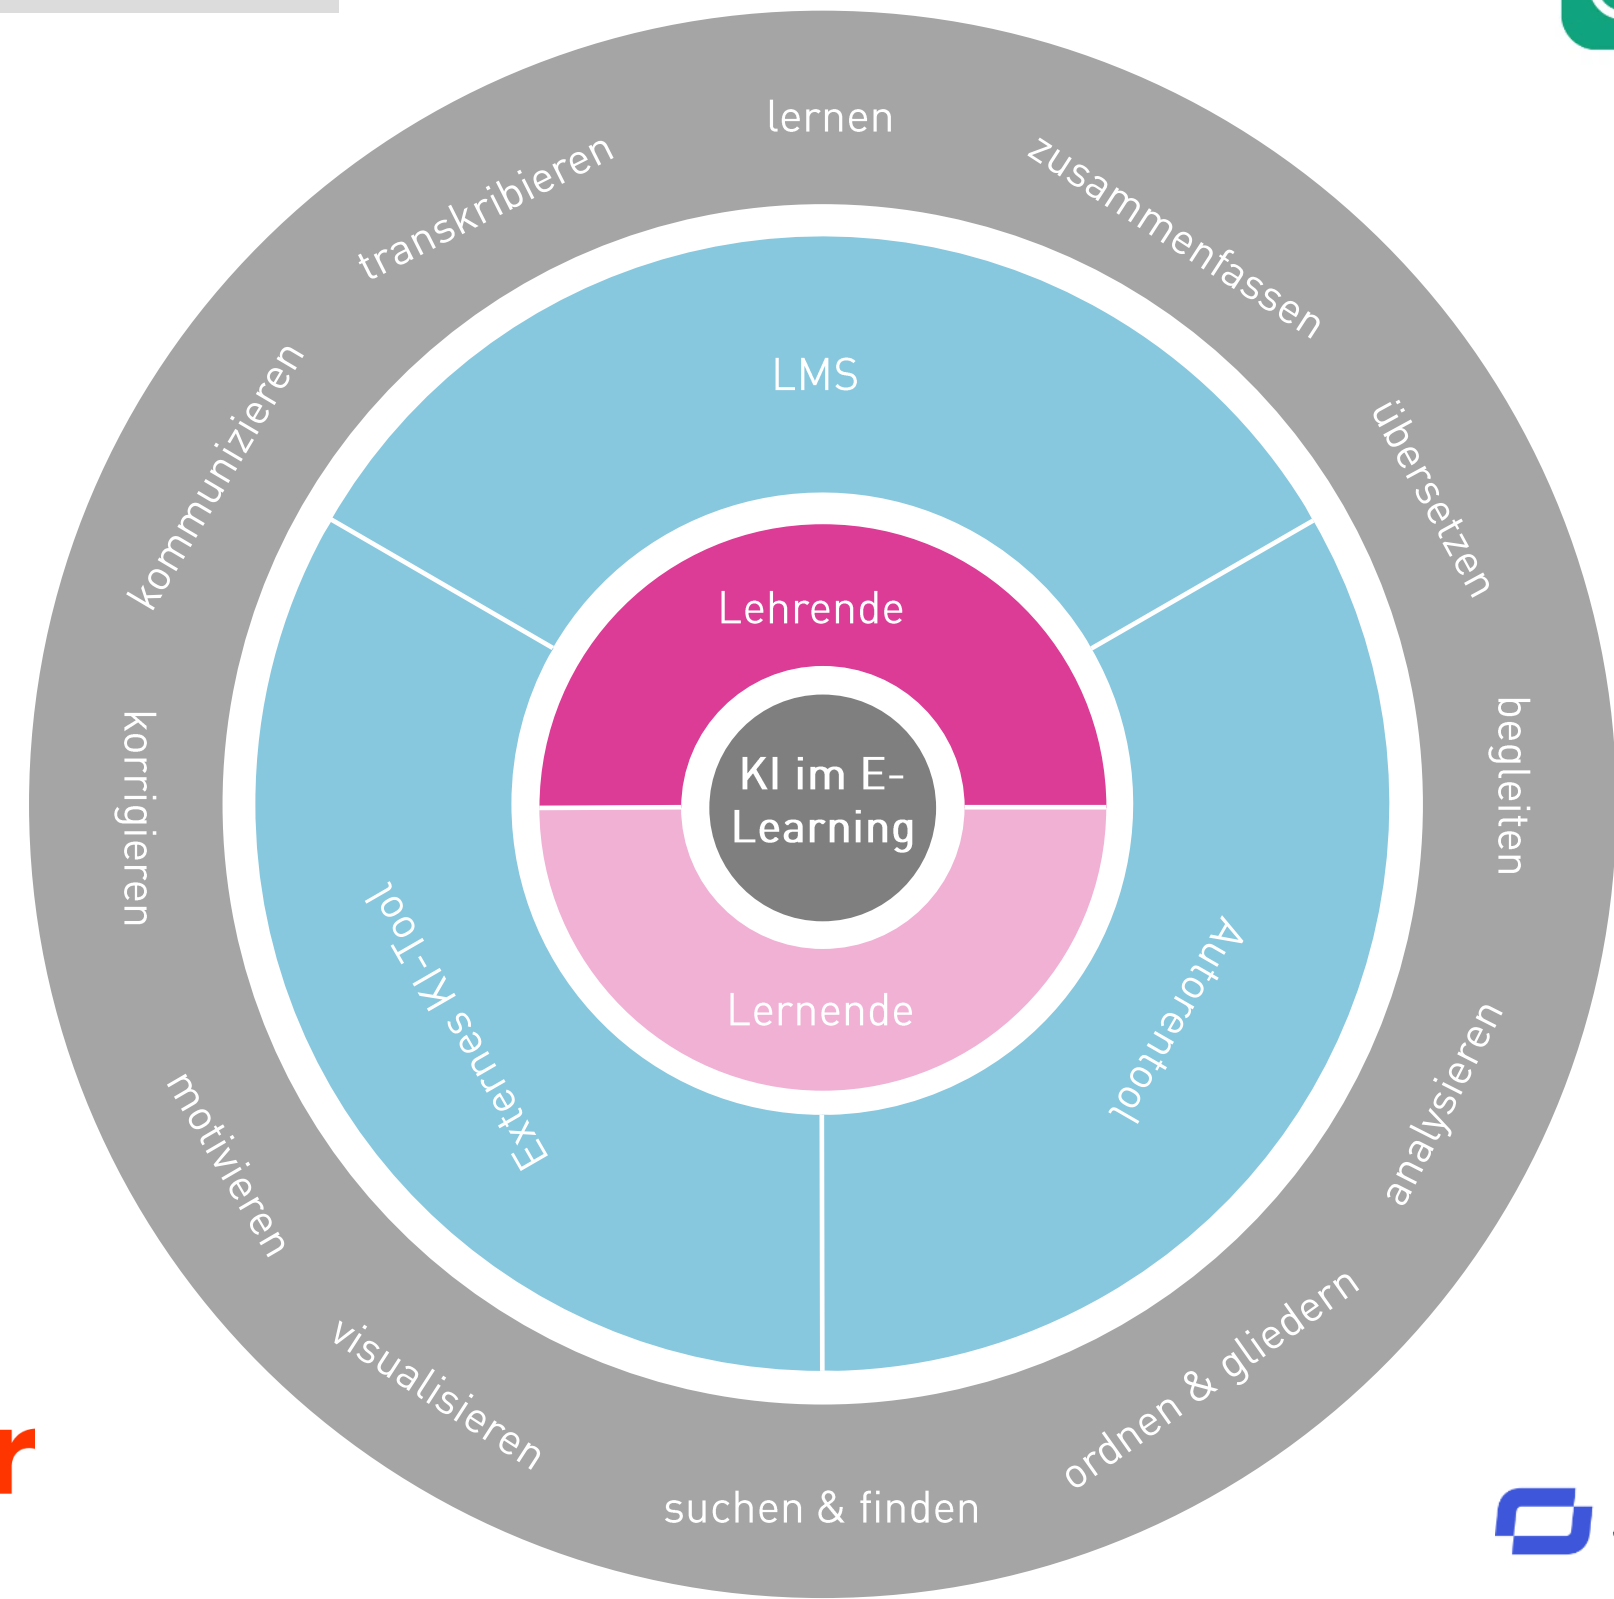 lernen
zusammenfassen
übersetzen
begleiten
analysieren
ordnen & gliedern
suchen & finden
visualisieren
motivieren
korrigieren
kommunizieren
transkribieren
LMS
Autorentool
Externes KI-Tool
Lehrende
KI im E-
Learning
Lernende
r